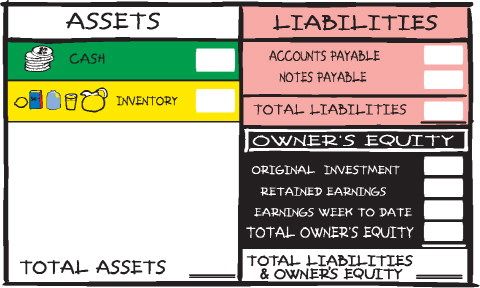 ASSETS
CASH
INVENTORY
TOTAL ASSETS
LIABILITIES
ACCOUNTS PAYABLE
NOTES PAYABLE
TOTAL LIABILITIES
OWNER'S EQUITY
ORIGINAL INVESTMENT
RETAINED EARNINGS
EARNINGS WEEK TO DATE
TOTAL OWNER'S EQUITY
TOTAL LIABILITIES
& OWNER'S EQUITY